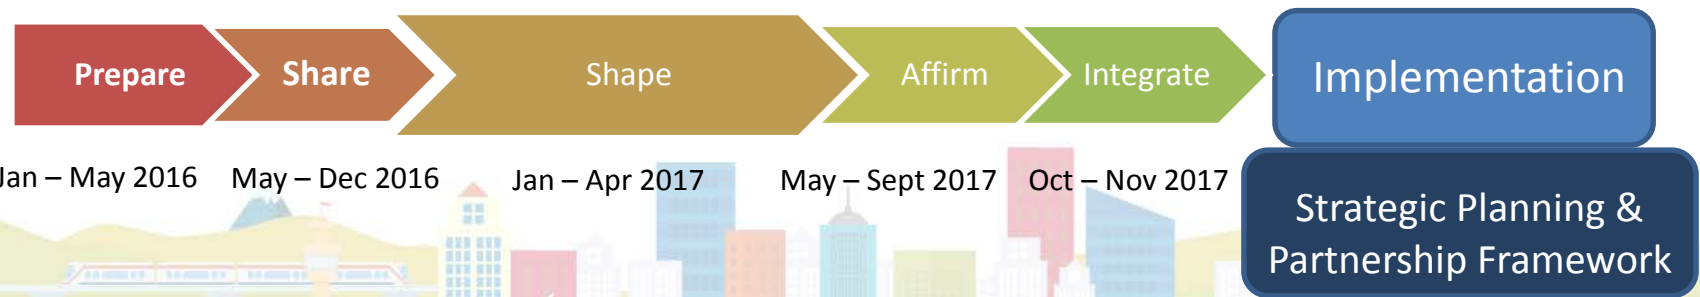 Prepare
Share
Shape
Affirm
Integrate
Implementation
Jan – May 2016
May – Dec 2016
Jan – Apr 2017
May – Sept 2017
Oct – Nov 2017
Strategic Planning &
Partnership Framework